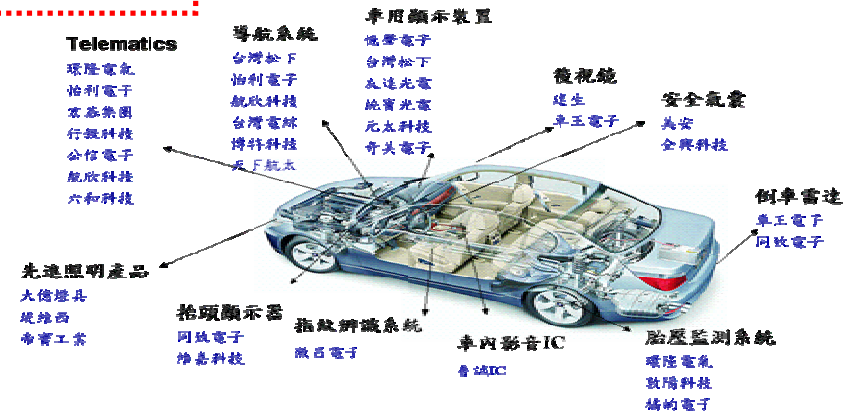 Telematics
環隆電氣
怡利電子
宏碁集團
行毅科技
公信電子
航欣科技
六和科技
導航系統
台灣松下
怡利電子
航欣科技
台灣電綜
博特科技
天下航太
車用顯示裝置
憶聲電子
台灣松下
友達光電
統寶光電
元太科技
奇美電子
後視鏡
建生
車王電子
安全氣囊
美安
全興科技
倒車雷達
車王電子
同致電子
先進照明產品
大億燈具
堤維西
帝寶工業
抬頭顯示器
同致電子
維嘉科技
指紋辨識系統
徽昌電子
車內影音IC
普誠IC
胎壓監測系統
環隆電氣
敦陽科技
橘的電子